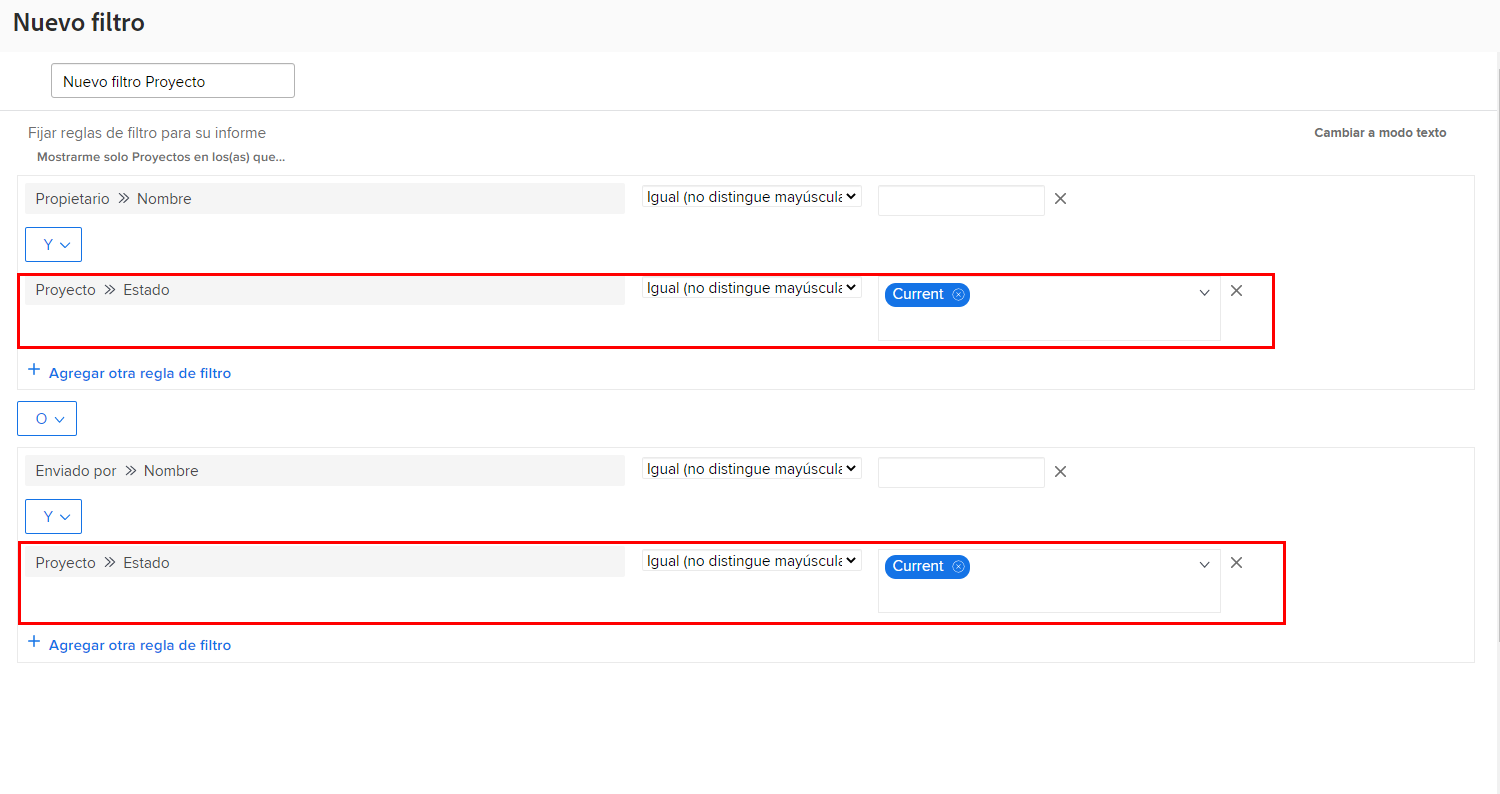 Nuevo filtro
Nuevo filtro Proyecto
Fijar reglas de filtro para su informe
Cambiar a modo texto
Mostrarme solo Proyectos en los(as) que...
Propietario » Nombre Igual (no distingue mayúscula
Y
Proyecto » Estado Igual (no distingue mayúscula Current
+ Agregar otra regla de filtro
O
Enviado por » Nombre Igual (no distingue mayúscula
Y
Proyecto » Estado Igual (no distingue mayúscula Current
+ Agregar otra regla de filtro